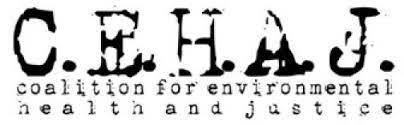 C.E.H.A.J.
coalition for environmental
health and justice